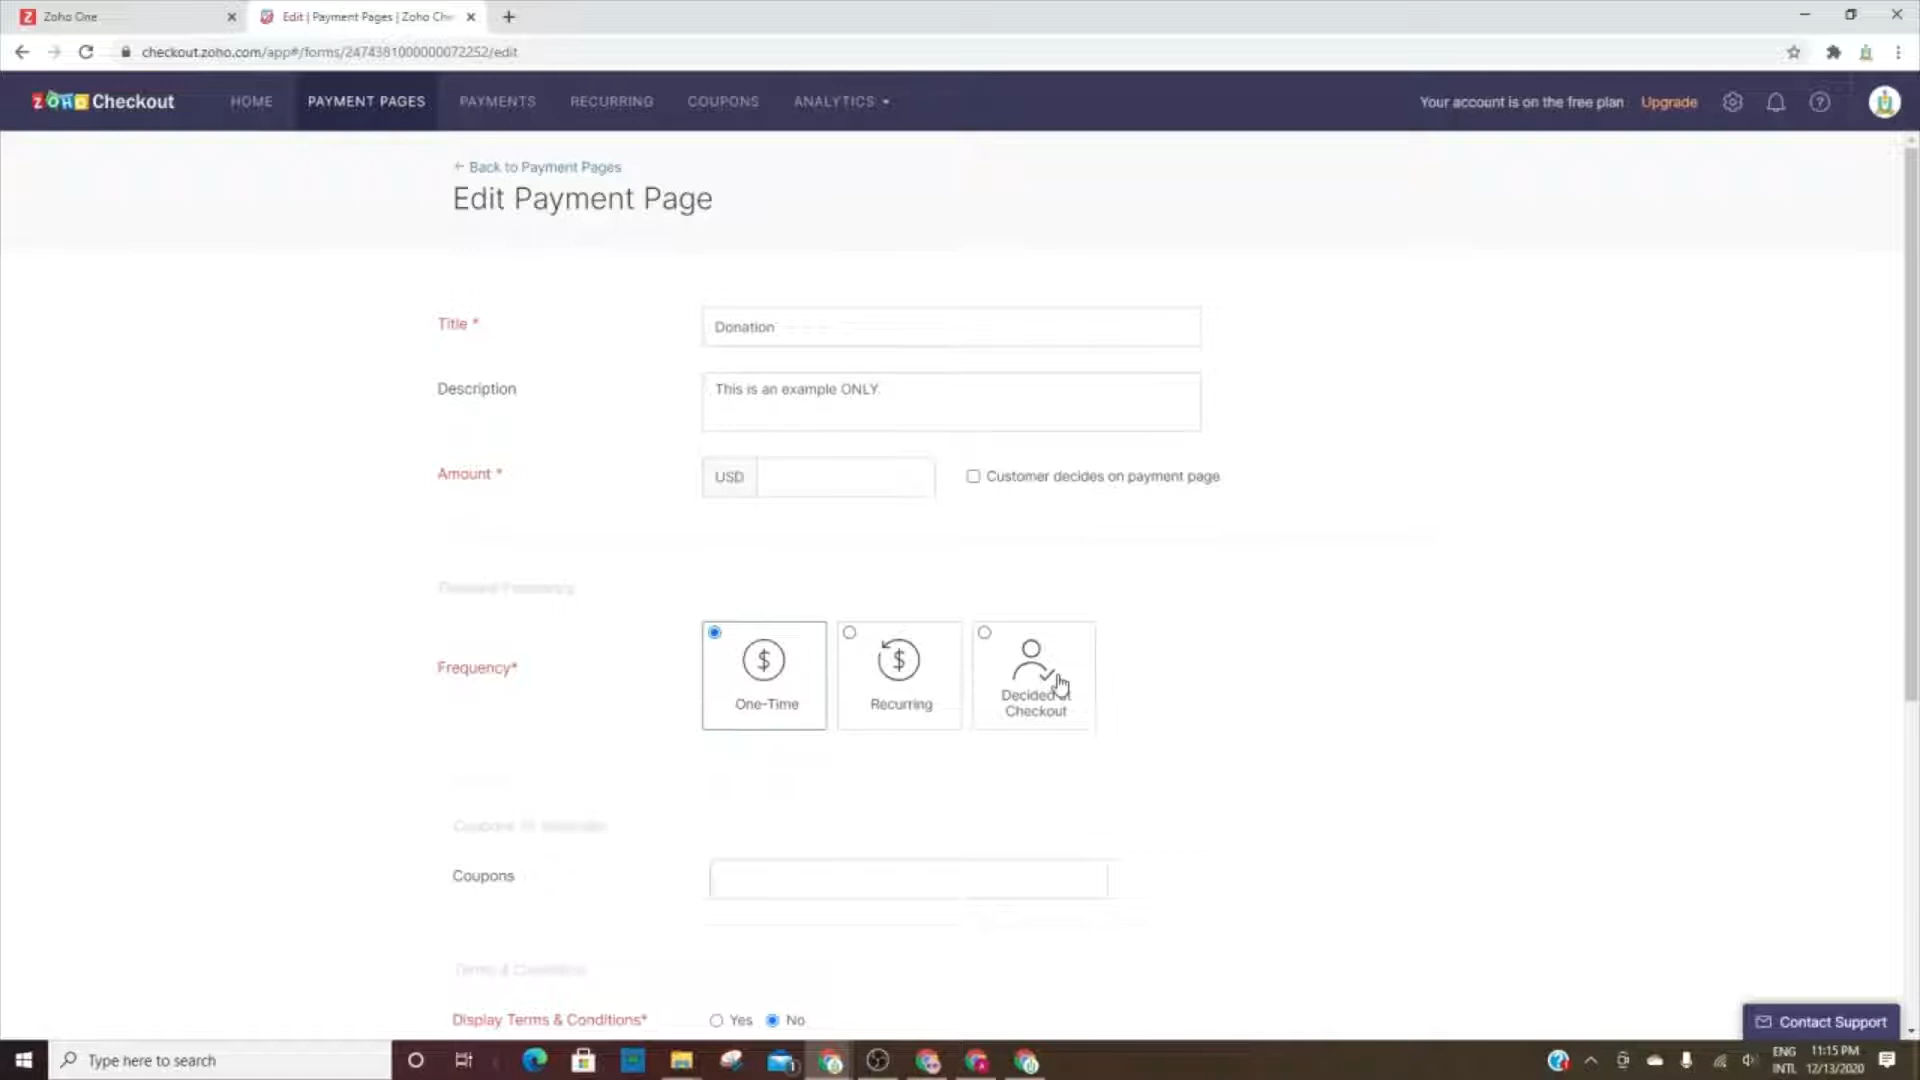 Zoho One
Edit | Payment Pages | Zoho Che
checkout.zoho.com/app#/forms/2474381000000072252/edit
ZOHO Checkout
HOME
PAYMENT PAGES
PAYMENTS
RECURRING
COUPONS
ANALYTICS
Your account is on the free plan Upgrade
← Back to Payment Pages
Edit Payment Page
Title *
Donation
Description
This is an example ONLY.
Amount *
USD
Customer decides on payment page
Frequency*
One-Time
Recurring
Decided at
Checkout
Coupons
Terms & Conditions
Display Terms & Conditions*
Yes
No
Contact Support
Type here to search
ENG
INTL
11:15 PM
12/13/2020